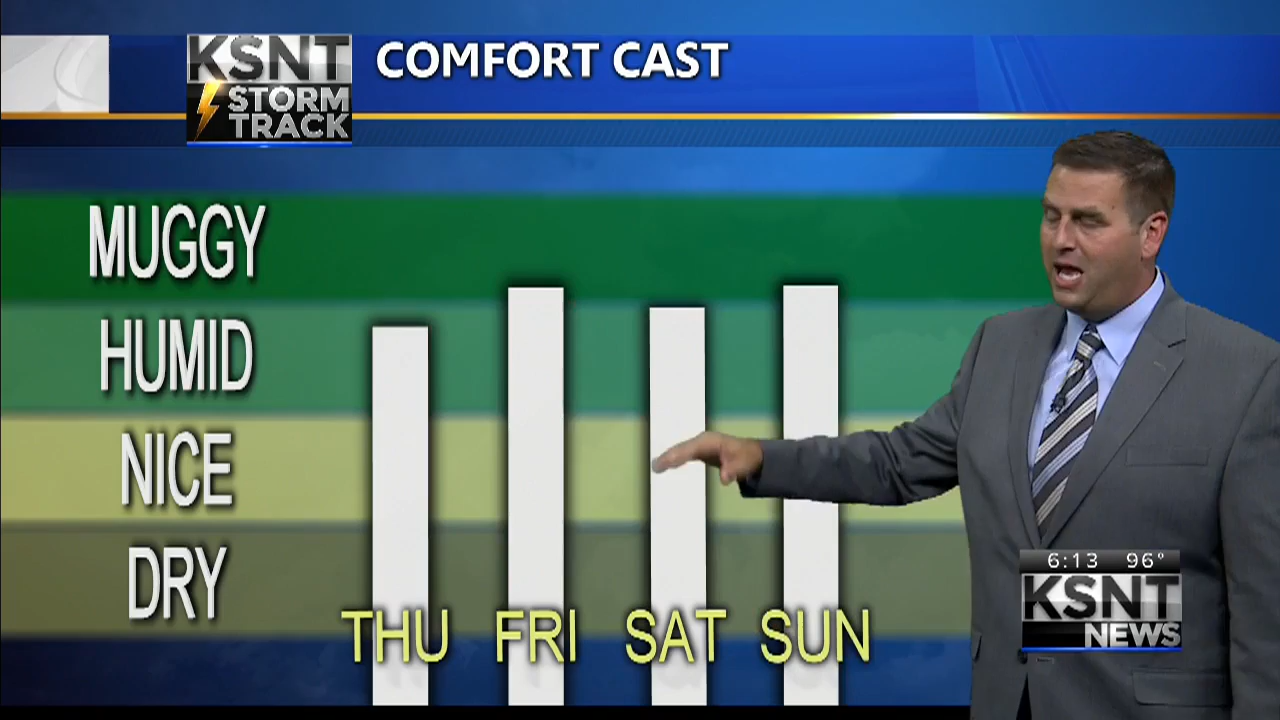 KSNT
STORM
TRACK
COMFORT CAST
MUGGY
HUMID
NICE
DRY
THU FRI SAT SUN
6:13 96°
KSNT
NEWS